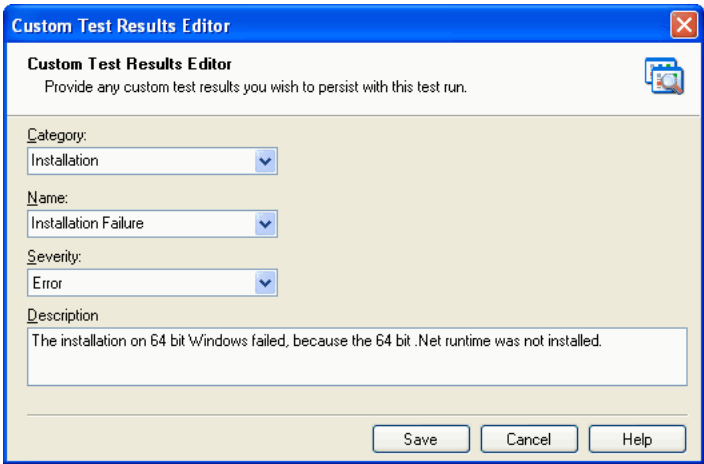 Custom Test Results Editor
Custom Test Results Editor
Provide any custom test results you wish to persist with this test run.
Category:
Installation
Name:
Installation Failure
Severity:
Error
Description
The installation on 64 bit Windows failed, because the 64 bit .Net runtime was not installed.
Save Cancel Help